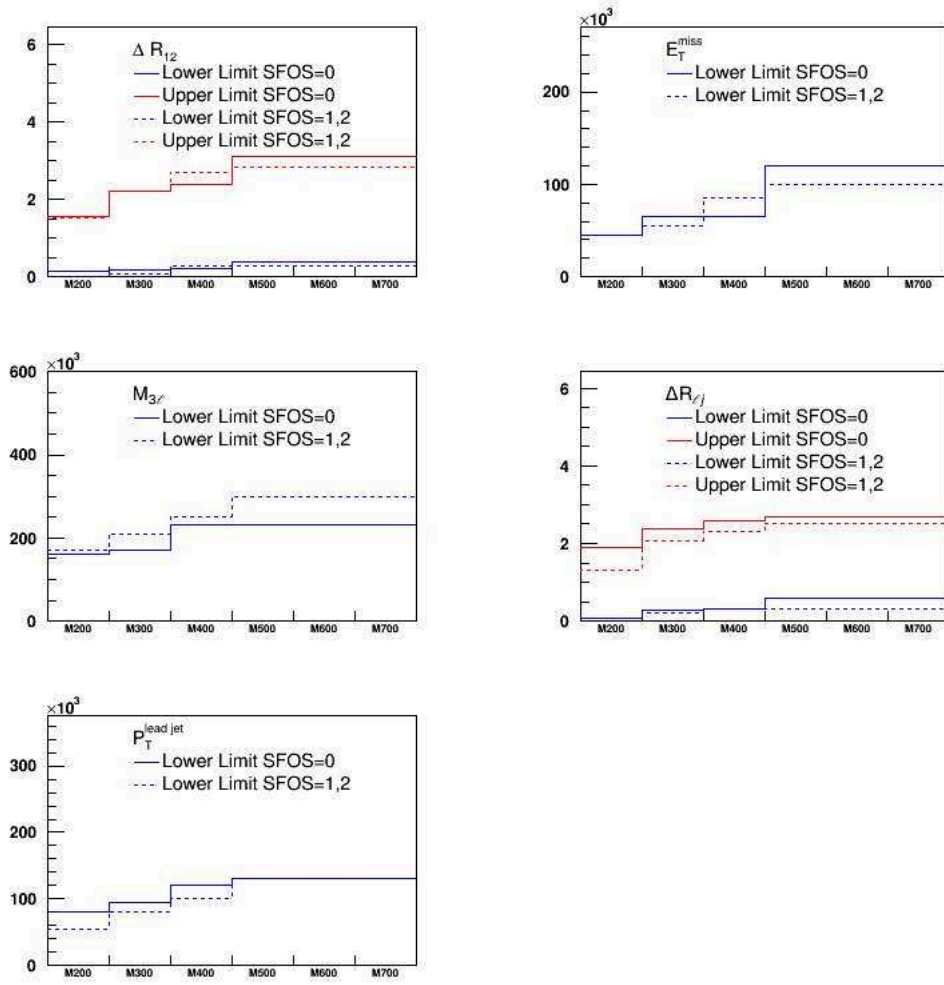 6
4
2
0
Δ R₁₂
Lower Limit SFOS=0
Upper Limit SFOS=0
Lower Limit SFOS=1,2
Upper Limit SFOS=1,2
M200 M300 M400 M500 M600 M700
×10³
200
100
0
E_T^miss
Lower Limit SFOS=0
Lower Limit SFOS=1,2
M200 M300 M400 M500 M600 M700
×10³
600
400
200
0
M₃ℓ
Lower Limit SFOS=0
Lower Limit SFOS=1,2
M200 M300 M400 M500 M600 M700
6
4
2
0
ΔR_ℓj
Lower Limit SFOS=0
Upper Limit SFOS=0
Lower Limit SFOS=1,2
Upper Limit SFOS=1,2
M200 M300 M400 M500 M600 M700
×10³
300
200
100
0
P_T^lead jet
Lower Limit SFOS=0
Lower Limit SFOS=1,2
M200 M300 M400 M500 M600 M700